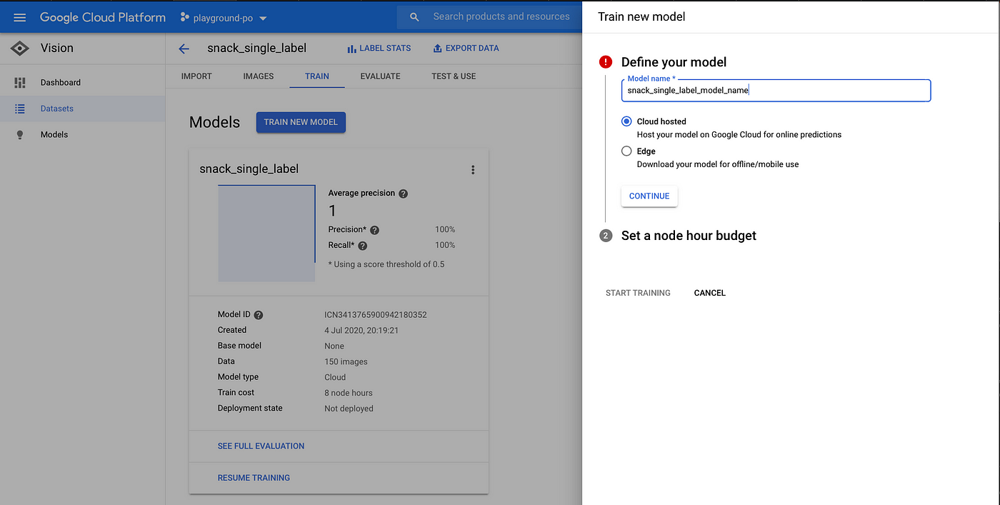 Google Cloud Platform
playground-po
Search products and resources
Vision
Dashboard
Datasets
Models
snack_single_label
LABEL STATS
EXPORT DATA
IMPORT
IMAGES
TRAIN
EVALUATE
TEST & USE
Models
TRAIN NEW MODEL
snack_single_label
Average precision ?
1
Precision* ? 100%
Recall* ? 100%
* Using a score threshold of 0.5
Model ID ? ICN3413765900942180352
Created 4 Jul 2020, 20:19:21
Base model None
Data 150 images
Model type Cloud
Train cost 8 node hours
Deployment state Not deployed
SEE FULL EVALUATION
RESUME TRAINING
Train new model
! Define your model
Model name *
snack_single_label_model_name
Cloud hosted
Host your model on Google Cloud for online predictions
Edge
Download your model for offline/mobile use
CONTINUE
2 Set a node hour budget
START TRAINING CANCEL